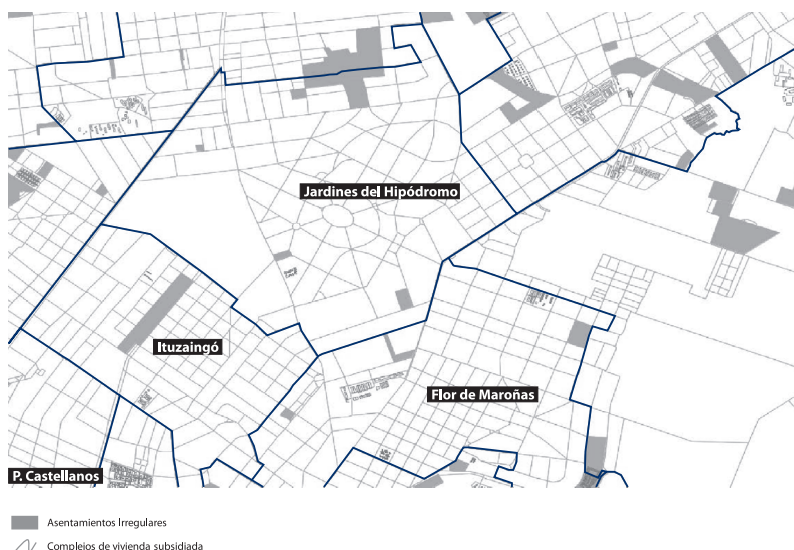 Jardines del Hipódromo
Ituzaingó
Flor de Maroñas
P. Castellanos
Asentamientos Irregulares
Complejos de vivienda subsidiada